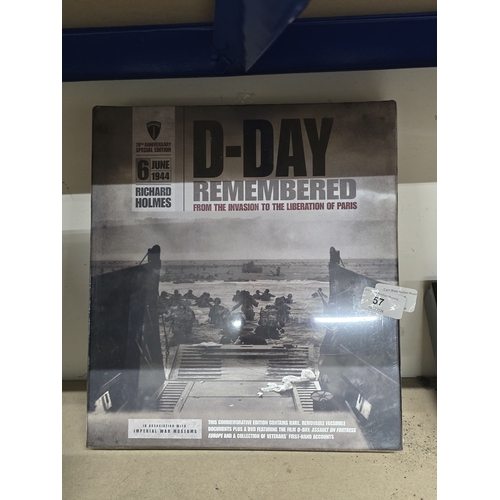 70TH ANNIVERSARY
SPECIAL EDITION
6 JUNE
1944
RICHARD
HOLMES
D-DAY
REMEMBERED
FROM THE INVASION TO THE LIBERATION OF PARIS
57
IN ASSOCIATION WITH
IMPERIAL WAR MUSEUMS
THIS COMMEMORATIVE EDITION CONTAINS RARE, REMOVABLE FACSIMILE
DOCUMENTS PLUS A DVD FEATURING THE FILM D-DAY: ASSAULT ON FORTRESS
EUROPE AND A COLLECTION OF VETERANS' FIRST-HAND ACCOUNTS